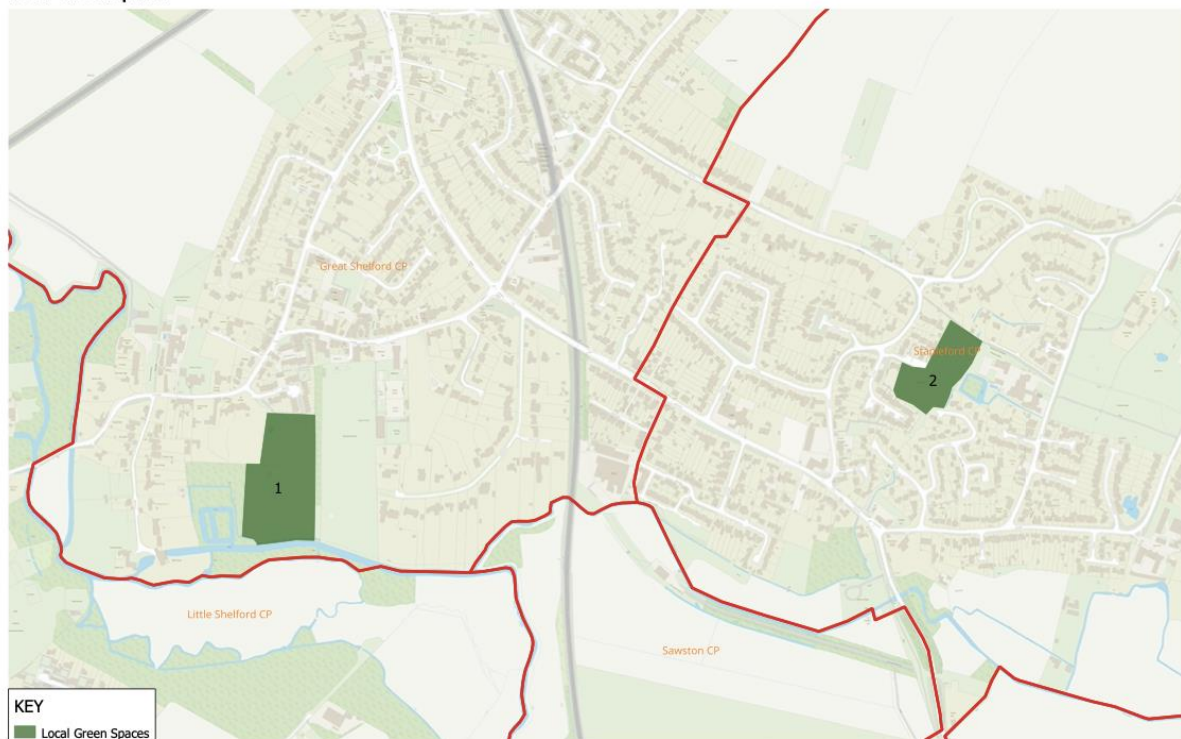 Great Shelford CP
Stapleford CP
2
1
Little Shelford CP
Sawston CP
KEY
Local Green Spaces